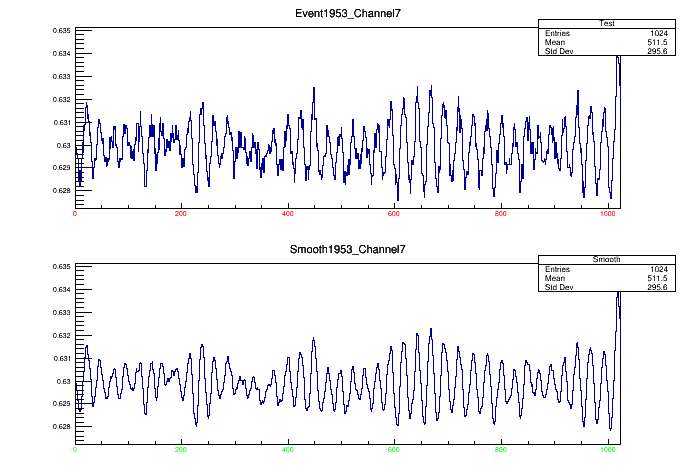 Event1953_Channel7
Test
Entries 1024
Mean 511.5
Std Dev 295.6
0.635
0.634
0.633
0.632
0.631
0.63
0.629
0.628
0 200 400 600 800 1000
Smooth1953_Channel7
Smooth
Entries 1024
Mean 511.5
Std Dev 295.6
0.635
0.634
0.633
0.632
0.631
0.63
0.629
0.628
0 200 400 600 800 1000